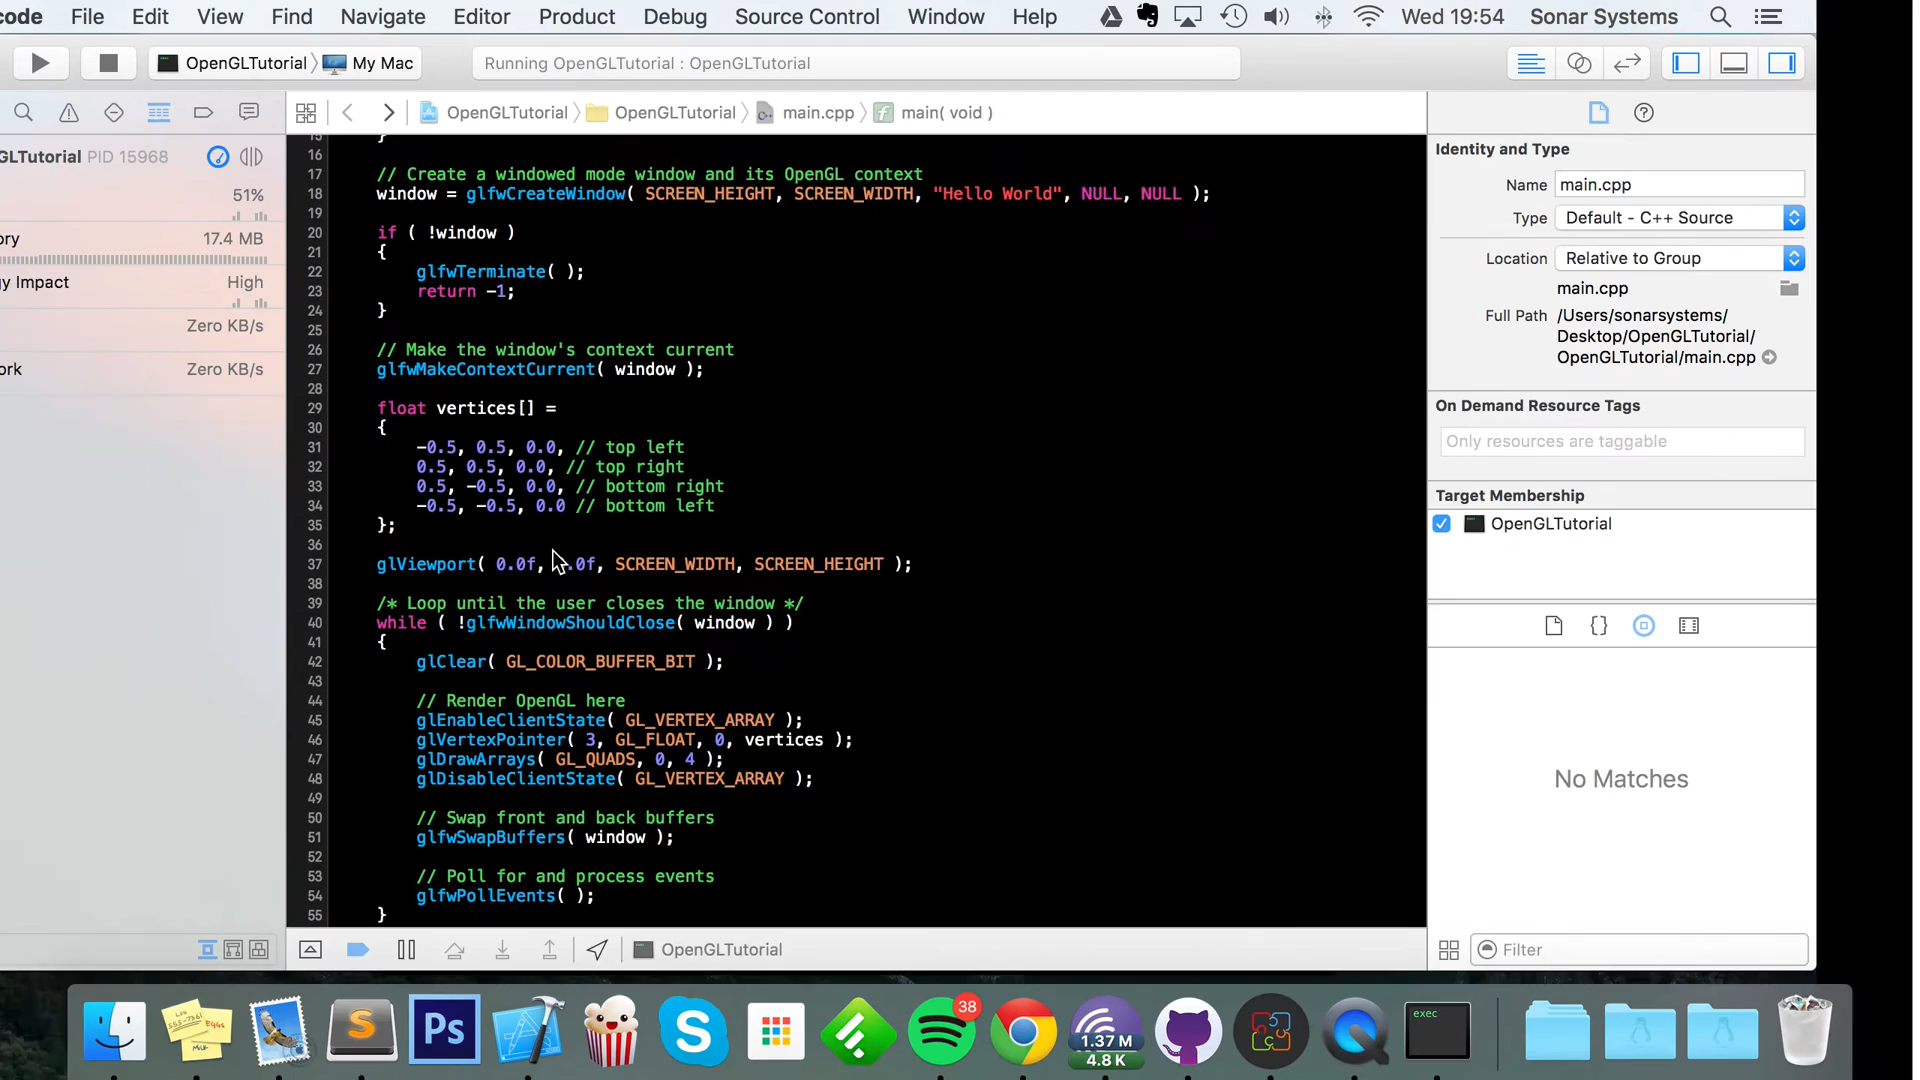 code File Edit View Find Navigate Editor Product Debug Source Control Window Help Wed 19:54 Sonar Systems
OpenGLTutorial My Mac Running OpenGLTutorial : OpenGLTutorial
OpenGLTutorial OpenGLTutorial main.cpp main( void )
GLTutorial PID 15968
51%
ory 17.4 MB
gy Impact High
Zero KB/s
ork Zero KB/s
15 }
16
17 // Create a windowed mode window and its OpenGL context
18 window = glfwCreateWindow( SCREEN_HEIGHT, SCREEN_WIDTH, "Hello World", NULL, NULL );
19
20 if ( !window )
21 {
22 glfwTerminate( );
23 return -1;
24 }
25
26 // Make the window's context current
27 glfwMakeContextCurrent( window );
28
29 float vertices[] =
30 {
31 -0.5, 0.5, 0.0, // top left
32 0.5, 0.5, 0.0, // top right
33 0.5, -0.5, 0.0, // bottom right
34 -0.5, -0.5, 0.0 // bottom left
35 };
36
37 glViewport( 0.0f, .0f, SCREEN_WIDTH, SCREEN_HEIGHT );
38
39 /* Loop until the user closes the window */
40 while ( !glfwWindowShouldClose( window ) )
41 {
42 glClear( GL_COLOR_BUFFER_BIT );
43
44 // Render OpenGL here
45 glEnableClientState( GL_VERTEX_ARRAY );
46 glVertexPointer( 3, GL_FLOAT, 0, vertices );
47 glDrawArrays( GL_QUADS, 0, 4 );
48 glDisableClientState( GL_VERTEX_ARRAY );
49
50 // Swap front and back buffers
51 glfwSwapBuffers( window );
52
53 // Poll for and process events
54 glfwPollEvents( );
55 }
OpenGLTutorial
Identity and Type
Name main.cpp
Type Default - C++ Source
Location Relative to Group
main.cpp
Full Path /Users/sonarsystems/
Desktop/OpenGLTutorial/
OpenGLTutorial/main.cpp
On Demand Resource Tags
Only resources are taggable
Target Membership
OpenGLTutorial
{}
No Matches
Filter
EGGS
MILK
S
Ps
S
38
1.37 M
4.8 K
exec